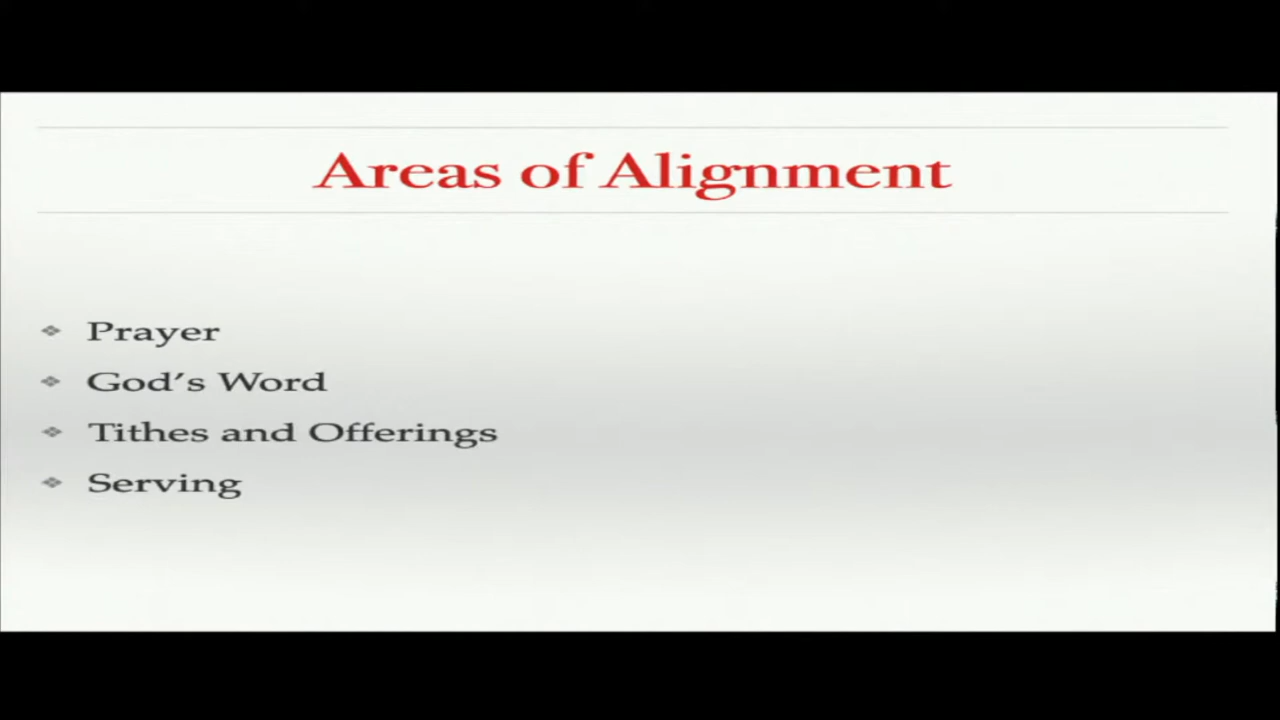 Areas of Alignment
Prayer
God's Word
Tithes and Offerings
Serving